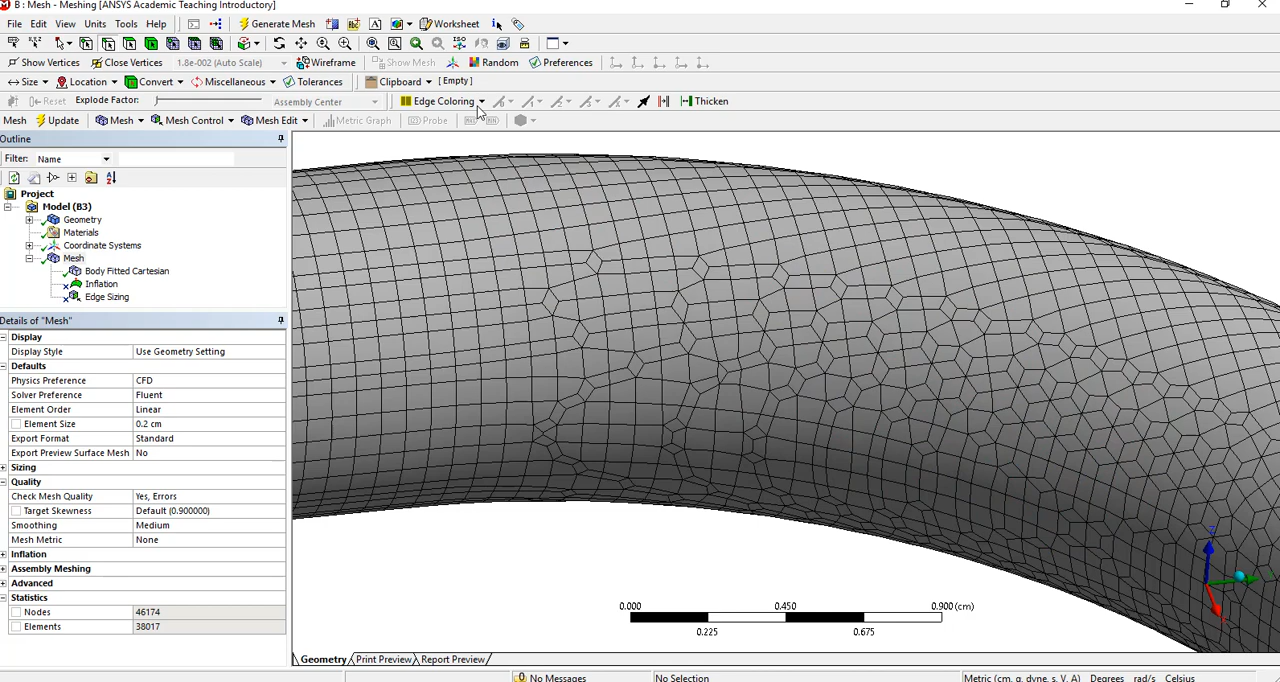 B : Mesh - Meshing [ANSYS Academic Teaching Introductory]
File Edit View Units Tools Help Generate Mesh A Worksheet
Show Vertices Close Vertices 1.8e-002 (Auto Scale) Wireframe Show Mesh Random Preferences
Size Location Convert Miscellaneous Tolerances Clipboard [Empty]
Reset Explode Factor: Assembly Center Edge Coloring Thicken
Mesh Update Mesh Mesh Control Mesh Edit Metric Graph Probe
Outline
Filter: Name
Project
Model (B3)
Geometry
Materials
Coordinate Systems
Mesh
Body Fitted Cartesian
Inflation
Edge Sizing
Details of "Mesh"
Display
Display Style Use Geometry Setting
Defaults
Physics Preference CFD
Solver Preference Fluent
Element Order Linear
Element Size 0.2 cm
Export Format Standard
Export Preview Surface Mesh No
Sizing
Quality
Check Mesh Quality Yes, Errors
Target Skewness Default (0.900000)
Smoothing Medium
Mesh Metric None
Inflation
Assembly Meshing
Advanced
Statistics
Nodes 46174
Elements 38017
Z
0.000 0.450 0.900 (cm)
0.225 0.675
Geometry Print Preview Report Preview
No Messages No Selection Metric (cm, g, dyne, s, V, A) Degrees rad/s Celsius